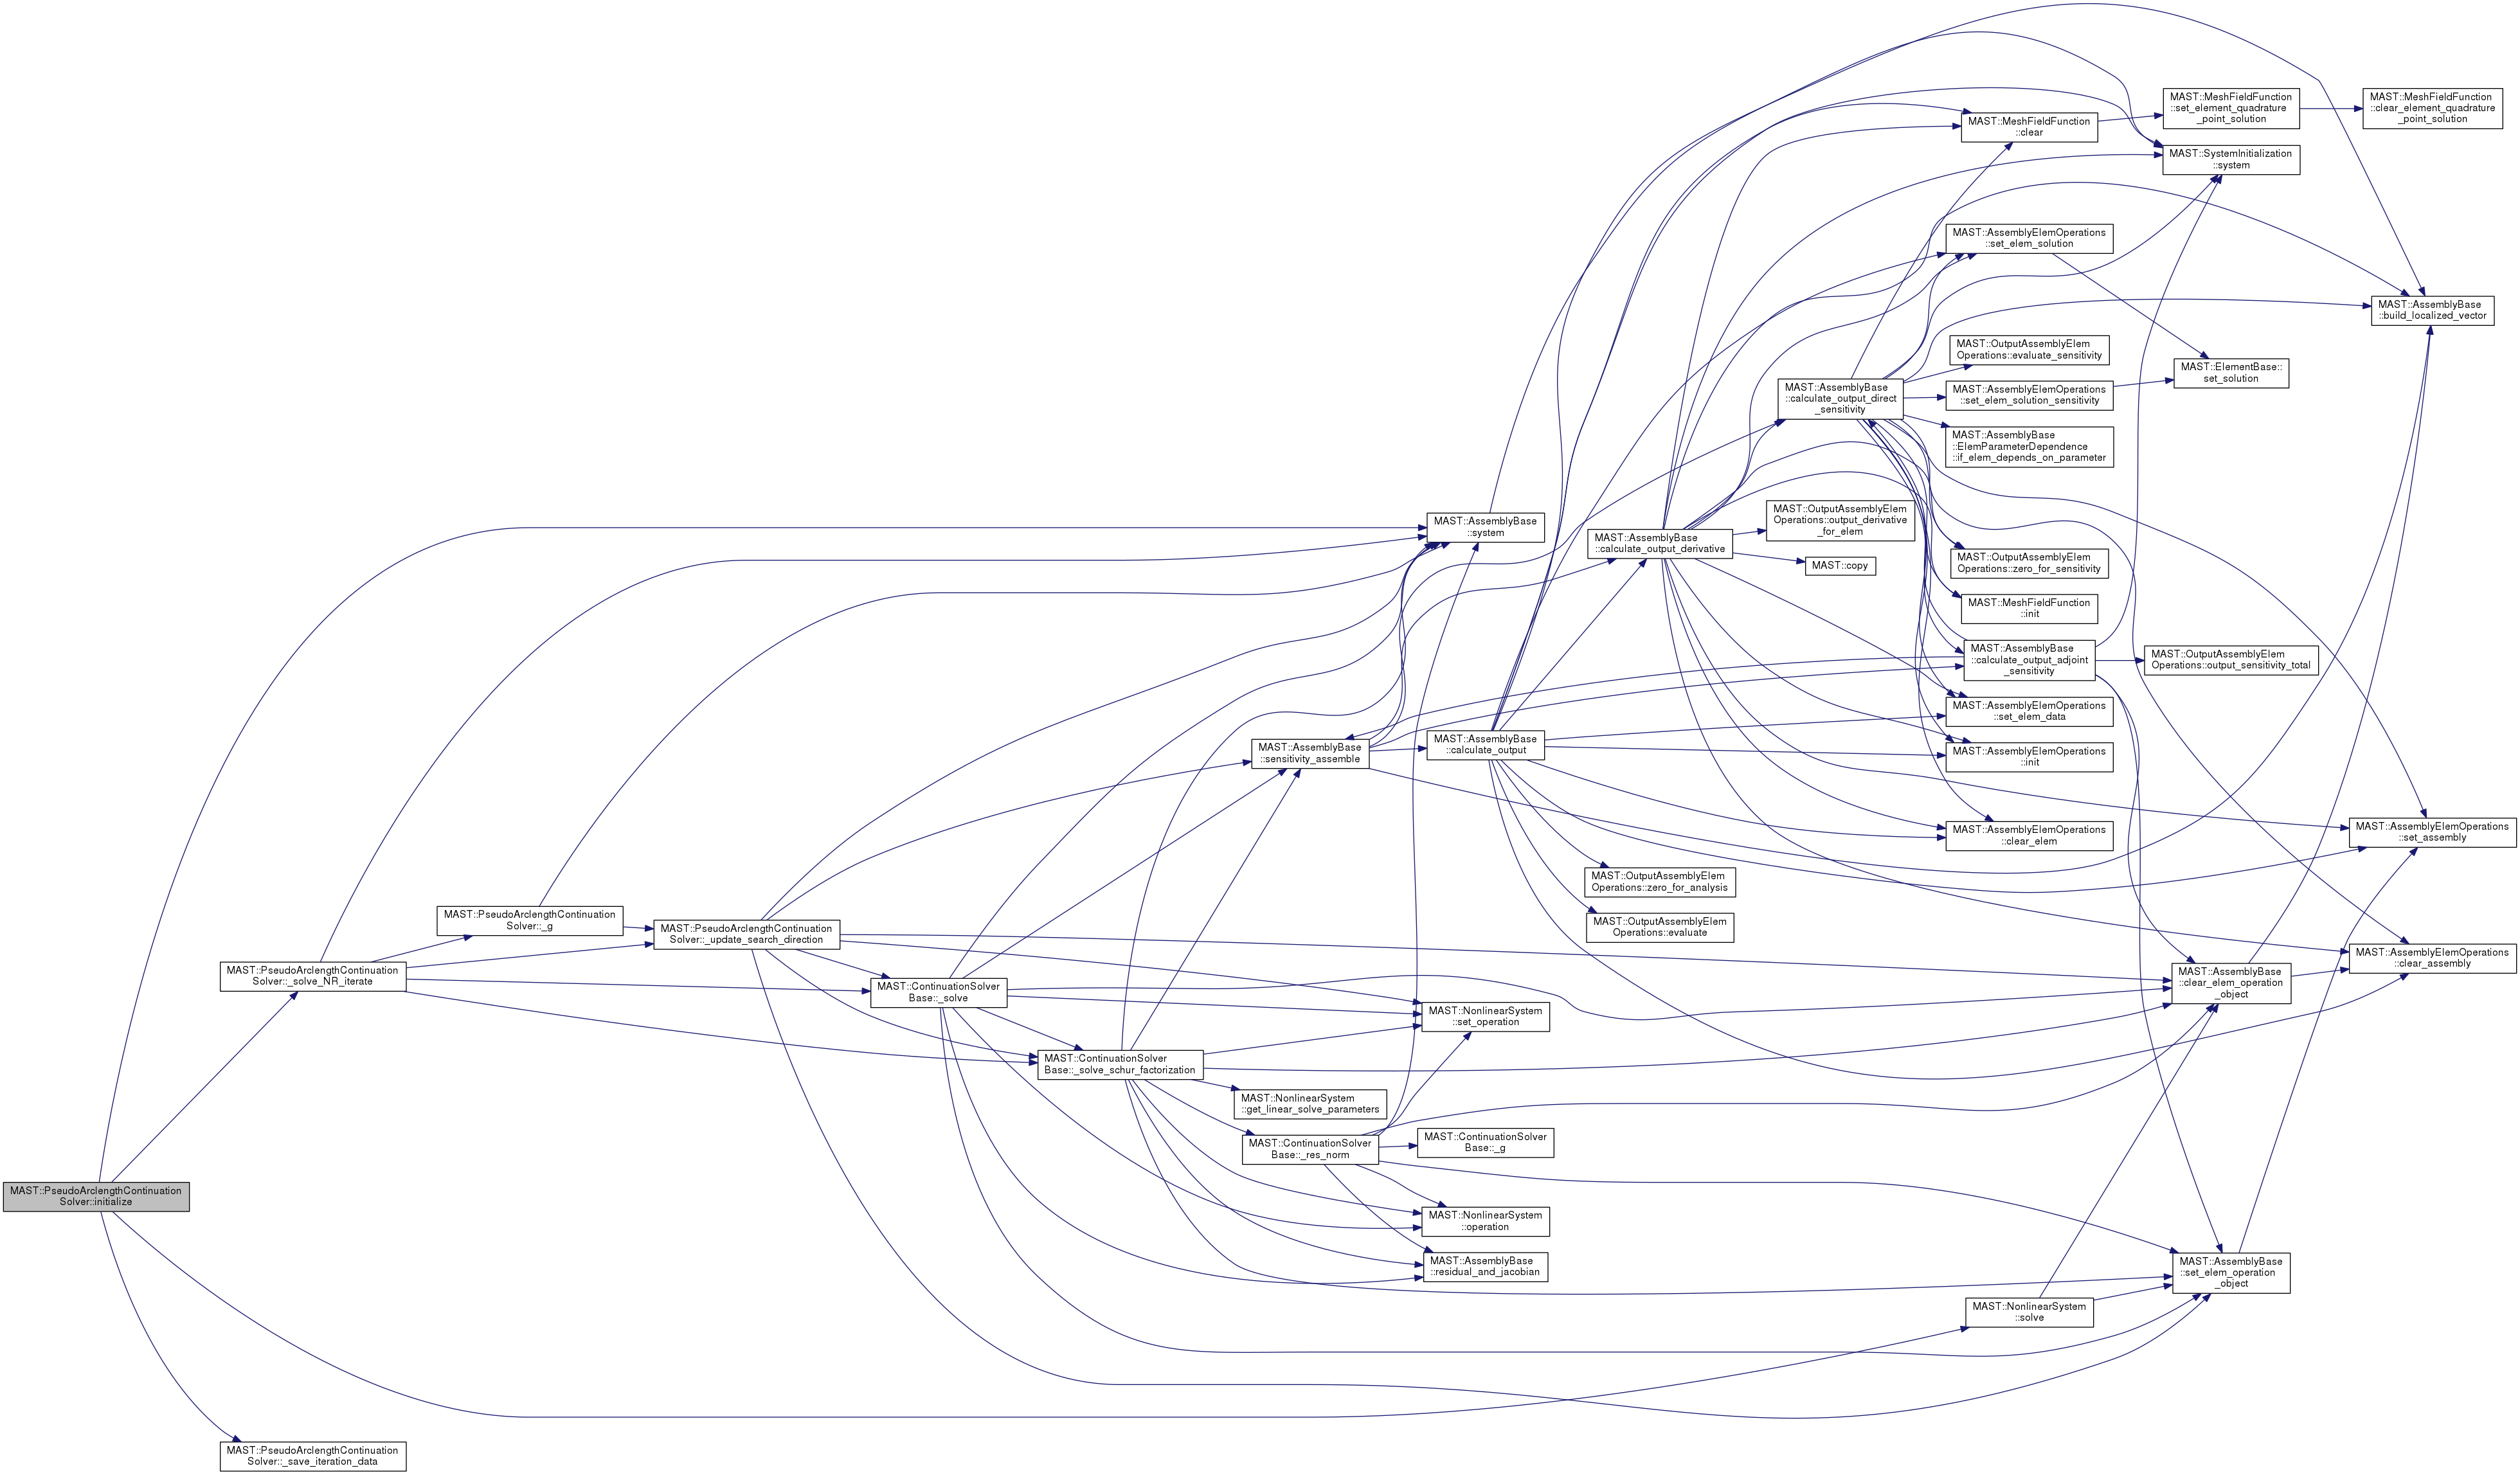 MAST::PseudoArclengthContinuation
Solver::initialize
MAST::PseudoArclengthContinuation
Solver::_solve_NR_iterate
MAST::PseudoArclengthContinuation
Solver::_save_iteration_data
MAST::PseudoArclengthContinuation
Solver::_g
MAST::PseudoArclengthContinuation
Solver::_update_search_direction
MAST::ContinuationSolver
Base::_solve
MAST::ContinuationSolver
Base::_solve_schur_factorization
MAST::AssemblyBase
::sensitivity_assemble
MAST::NonlinearSystem
::get_linear_solve_parameters
MAST::ContinuationSolver
Base::_res_norm
MAST::AssemblyBase
::system
MAST::AssemblyBase
::calculate_output
MAST::NonlinearSystem
::set_operation
MAST::ContinuationSolver
Base::_g
MAST::NonlinearSystem
::operation
MAST::AssemblyBase
::residual_and_jacobian
MAST::AssemblyBase
::calculate_output_derivative
MAST::OutputAssemblyElem
Operations::zero_for_analysis
MAST::OutputAssemblyElem
Operations::evaluate
MAST::AssemblyBase
::calculate_output_direct
_sensitivity
MAST::OutputAssemblyElem
Operations::output_derivative
_for_elem
MAST::copy
MAST::MeshFieldFunction
::clear
MAST::AssemblyElemOperations
::set_elem_solution
MAST::OutputAssemblyElem
Operations::evaluate_sensitivity
MAST::AssemblyElemOperations
::set_elem_solution_sensitivity
MAST::AssemblyBase
::ElemParameterDependence
::if_elem_depends_on_parameter
MAST::OutputAssemblyElem
Operations::zero_for_sensitivity
MAST::MeshFieldFunction
::init
MAST::AssemblyBase
::calculate_output_adjoint
_sensitivity
MAST::AssemblyElemOperations
::set_elem_data
MAST::AssemblyElemOperations
::init
MAST::AssemblyElemOperations
::clear_elem
MAST::NonlinearSystem
::solve
MAST::MeshFieldFunction
::set_element_quadrature
_point_solution
MAST::SystemInitialization
::system
MAST::ElementBase::
set_solution
MAST::OutputAssemblyElem
Operations::output_sensitivity_total
MAST::AssemblyBase
::clear_elem_operation
_object
MAST::AssemblyBase
::set_elem_operation
_object
MAST::MeshFieldFunction
::clear_element_quadrature
_point_solution
MAST::AssemblyBase
::build_localized_vector
MAST::AssemblyElemOperations
::set_assembly
MAST::AssemblyElemOperations
::clear_assembly